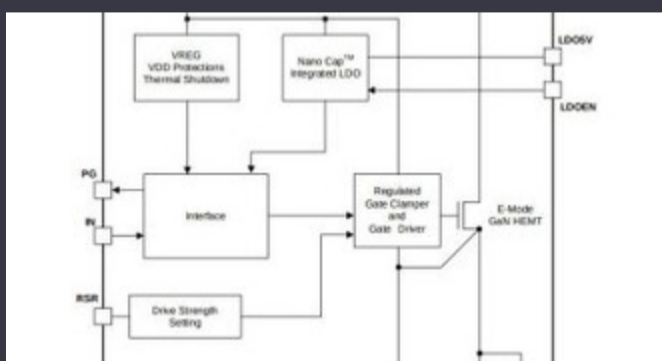 VREG
VDD Protections
Thermal Shutdown
Nano Cap™
Integrated LDO
LDO5V
LDOEN
PG
IN
Interface
Regulated
Gate Clamper
and
Gate Driver
E-Mode
GaN HEMT
RSR
Drive Strength
Setting